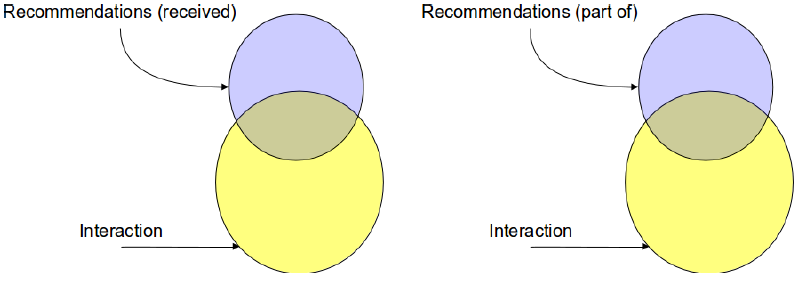 Recommendations (received)
Recommendations (part of)
Interaction
Interaction